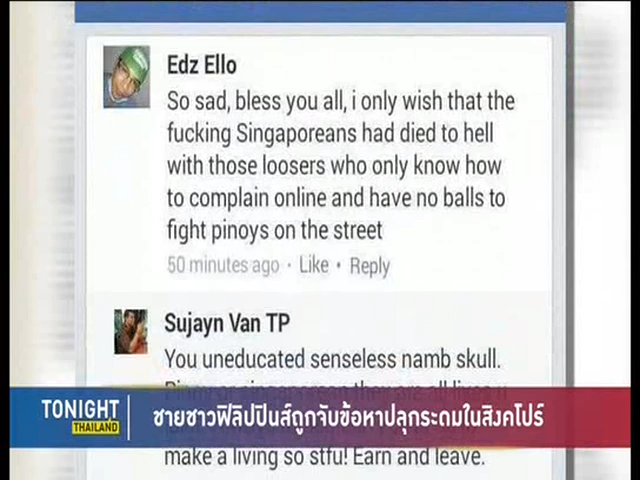 Edz Ello
So sad, bless you all, i only wish that the
fucking Singaporeans had died to hell
with those loosers who only know how
to complain online and have no balls to
fight pinoys on the street
50 minutes ago · Like · Reply
Sujayn Van TP
You uneducated senseless namb skull.
TONIGHT
THAILAND
ชายชาวฟิลิปปินส์ถูกจับข้อหาปลุกระดมในสิงคโปร์
make a living so stfu! Earn and leave.